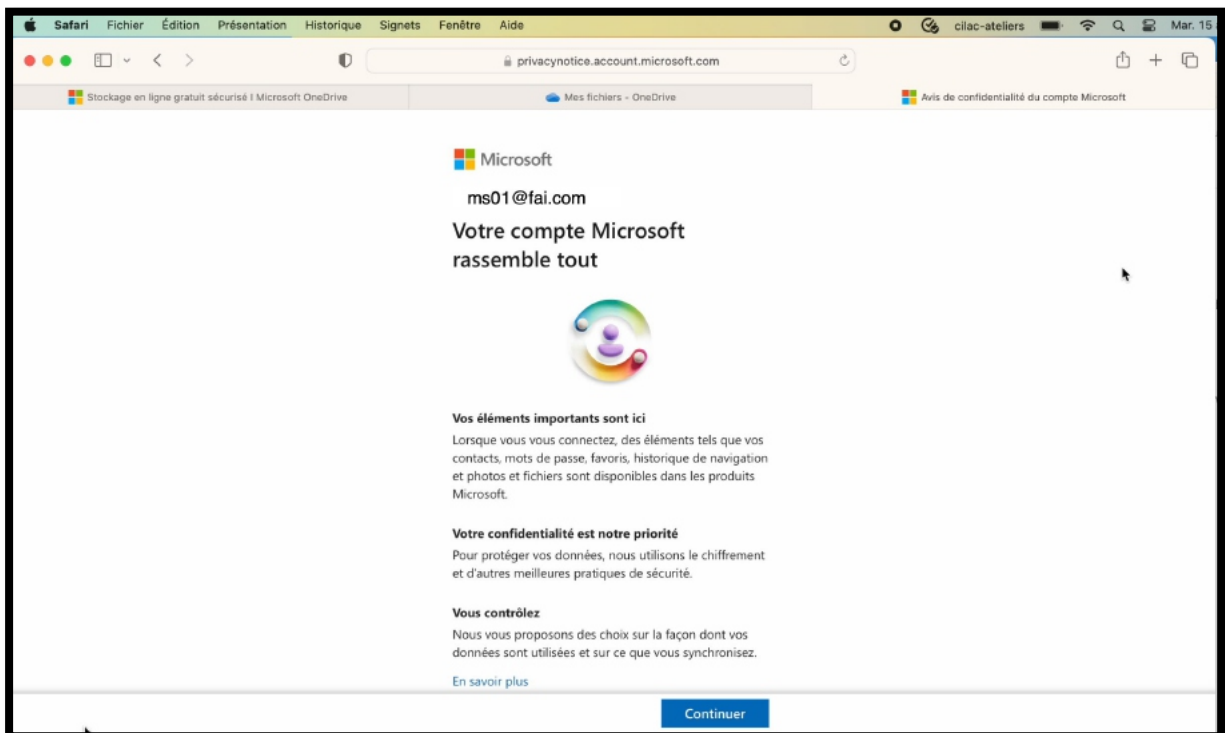 Safari Fichier Édition Présentation Historique Signets Fenêtre Aide cilac-ateliers Mar. 15
privacynotice.account.microsoft.com
Stockage en ligne gratuit sécurisé | Microsoft OneDrive Mes fichiers - OneDrive Avis de confidentialité du compte Microsoft
Microsoft
ms01@fai.com
Votre compte Microsoft
rassemble tout
Vos éléments importants sont ici
Lorsque vous vous connectez, des éléments tels que vos
contacts, mots de passe, favoris, historique de navigation
et photos et fichiers sont disponibles dans les produits
Microsoft.
Votre confidentialité est notre priorité
Pour protéger vos données, nous utilisons le chiffrement
et d'autres meilleures pratiques de sécurité.
Vous contrôlez
Nous vous proposons des choix sur la façon dont vos
données sont utilisées et sur ce que vous synchronisez.
En savoir plus
Continuer